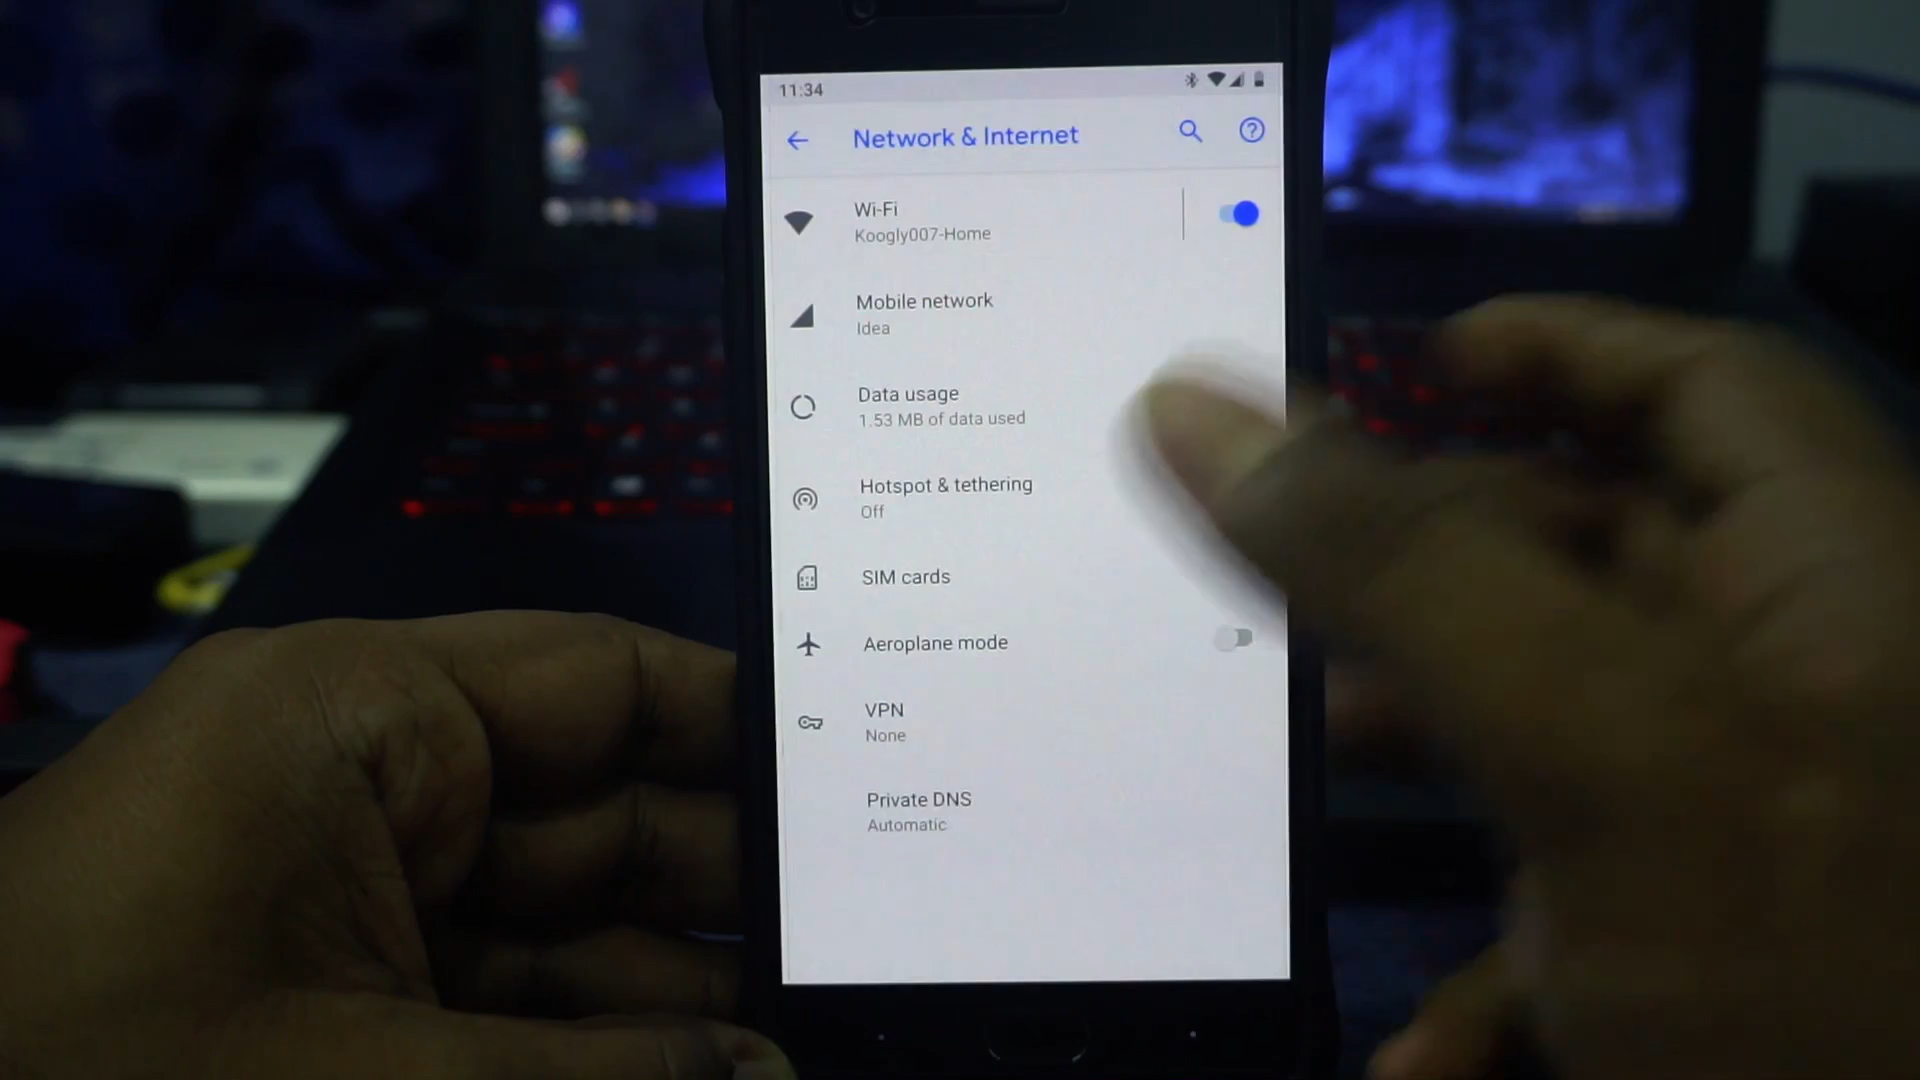 11:34
Network & Internet
Wi-Fi
Koogly007-Home
Mobile network
Idea
Data usage
1.53 MB of data used
Hotspot & tethering
Off
SIM cards
Aeroplane mode
VPN
None
Private DNS
Automatic